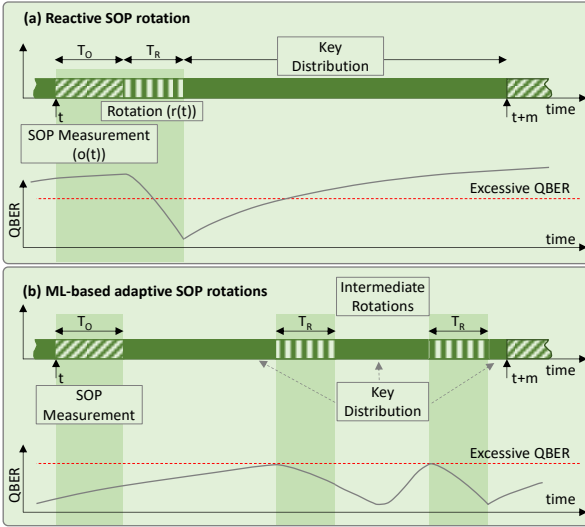 (a) Reactive SOP rotation
T_O
T_R
Key
Distribution
time
t
Rotation (r(t))
t+m
SOP Measurement
(o(t))
Excessive QBER
QBER
time
(b) ML-based adaptive SOP rotations
Intermediate
Rotations
T_O
T_R
T_R
time
t
t+m
SOP
Measurement
Key
Distribution
Excessive QBER
QBER
time